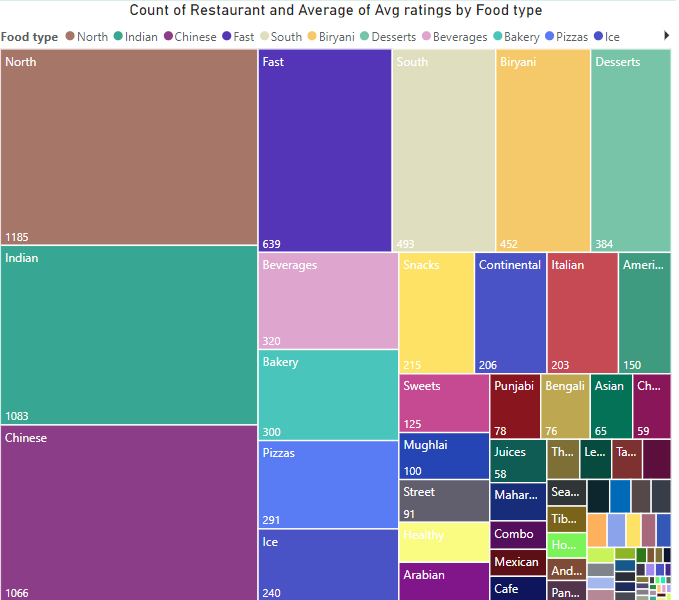 Count of Restaurant and Average of Avg ratings by Food type
Food type North Indian Chinese Fast South Biryani Desserts Beverages Bakery Pizzas Ice
North
1185
Indian
1083
Chinese
1066
Fast
639
South
493
Biryani
452
Desserts
384
Beverages
320
Bakery
300
Pizzas
291
Ice
240
Snacks
215
Continental
206
Italian
203
Ameri...
150
Sweets
125
Mughlai
100
Street
91
Healthy
Arabian
Punjabi
78
Bengali
76
Asian
65
Ch...
59
Juices
58
Mahar...
Combo
Mexican
Cafe
Th...
Le...
Ta...
Sea...
Tib...
Ho...
And...
Pan...